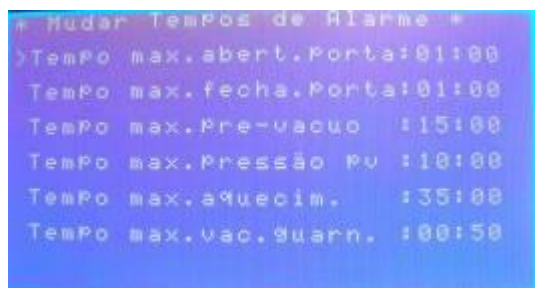 * Mudar Tempos de Alarme *
>Tempo max.abert.porta:01:00
Tempo max.fecha.porta:01:00
Tempo max.pre-vacuo :15:00
Tempo max.pressão pv :10:00
Tempo max.aquecim. :35:00
Tempo max.vac.guarn. :00:50